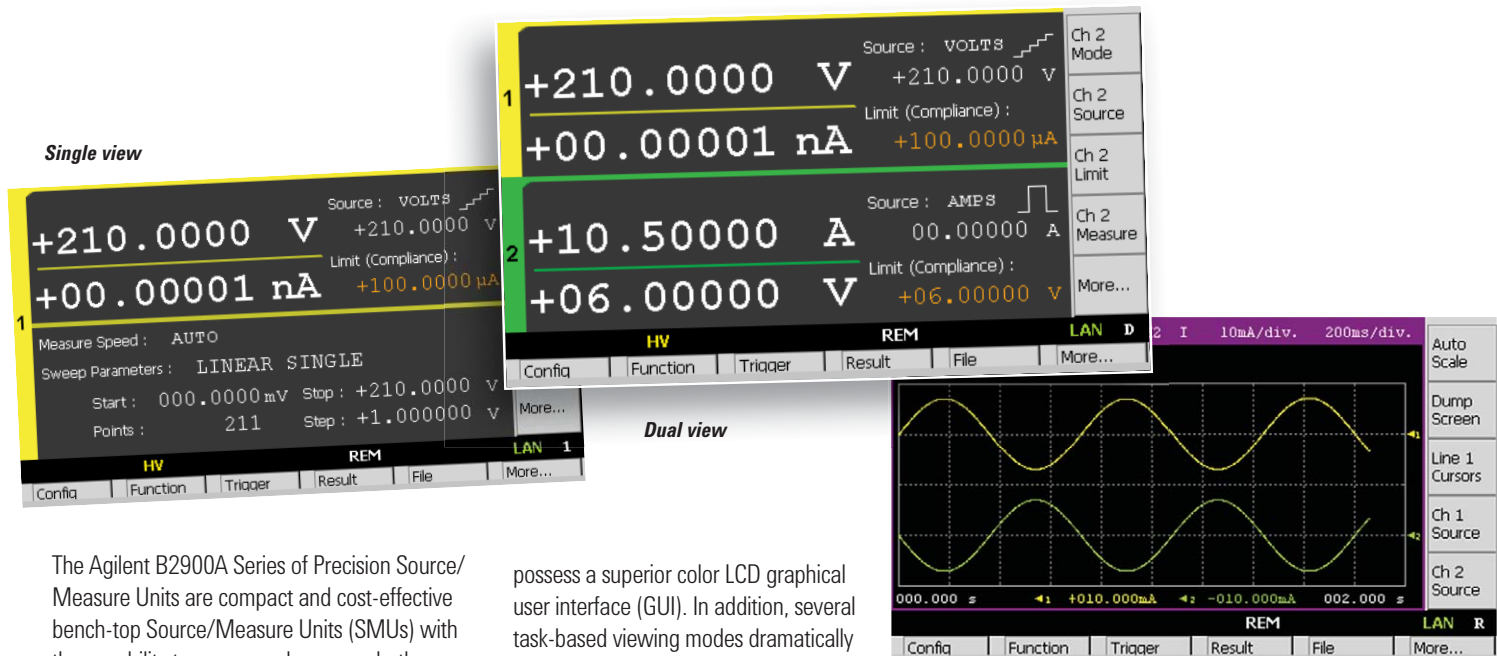 Single view
1
+210.0000 V
+00.00001 nA
Source : VOLTS
+210.0000 V
Limit (Compliance) :
+100.0000 µA
Measure Speed : AUTO
Sweep Parameters : LINEAR SINGLE
Start : 000.0000 mV Stop : +210.0000 V
Points : 211 Step : +1.000000 V
More...
HV REM LAN 1
Config Function Trigger Result File More...
1
+210.0000 V
+00.00001 nA
Source : VOLTS
+210.0000 V
Limit (Compliance) :
+100.0000 µA
2
+10.50000 A
+06.00000 V
Source : AMPS
00.00000 A
Limit (Compliance) :
+06.00000 V
Ch 2
Mode
Ch 2
Source
Ch 2
Limit
Ch 2
Measure
More...
HV REM LAN D
Config Function Trigger Result File More...
Dual view
2 I 10mA/div. 200ms/div.
1
2
000.000 s 1 +010.000mA 2 -010.000mA 002.000 s
Auto
Scale
Dump
Screen
Line 1
Cursors
Ch 1
Source
Ch 2
Source
REM LAN R
Config Function Trigger Result File More...
The Agilent B2900A Series of Precision Source/
Measure Units are compact and cost-effective
bench-top Source/Measure Units (SMUs) with
possess a superior color LCD graphical
user interface (GUI). In addition, several
task-based viewing modes dramatically